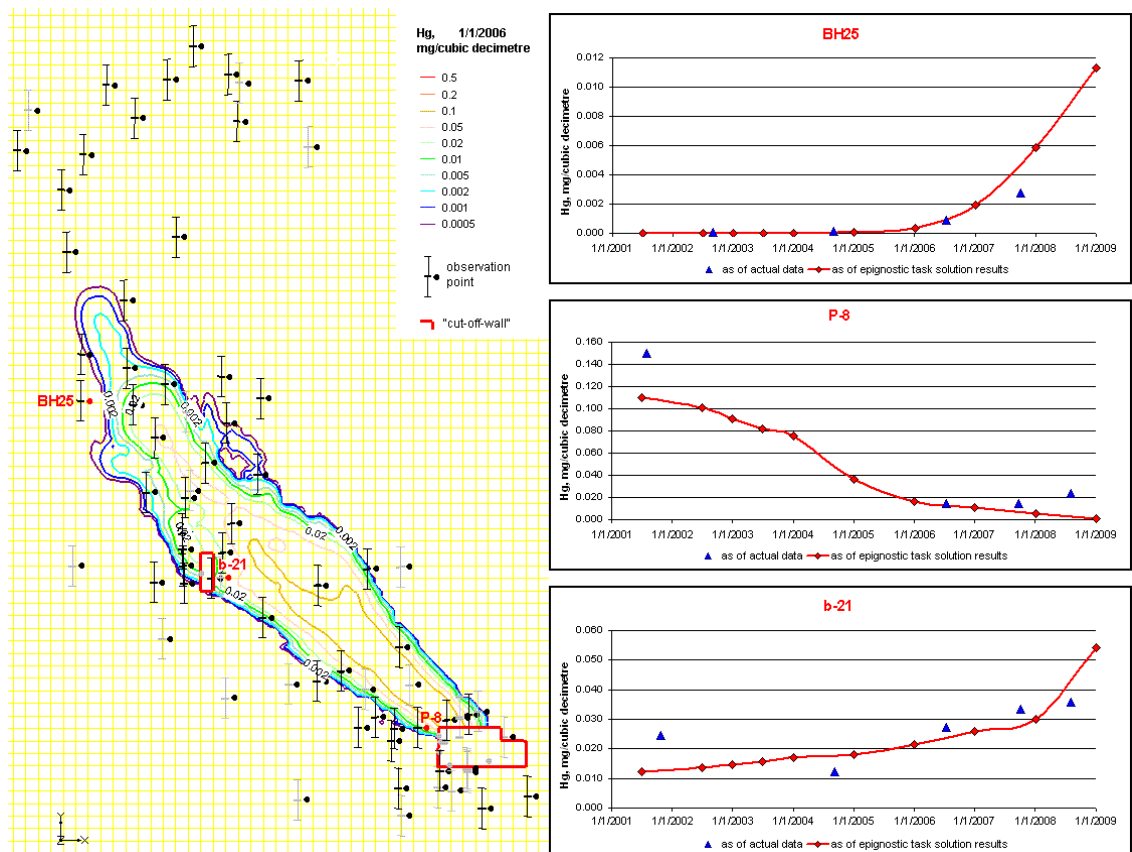 Hg, 1/1/2006
mg/cubic decimetre
0.5
0.2
0.1
0.05
0.02
0.01
0.005
0.002
0.001
0.0005
observation
point
"cut-off-wall"
BH25
0.002
0.02
0.002
0.02
0.02
0.002
b-21
0.02
0.002
P-8
Y
Z
X
BH25
Hg, mg/cubic decimetre
0.012
0.010
0.008
0.006
0.004
0.002
0.000
1/1/2001 1/1/2002 1/1/2003 1/1/2004 1/1/2005 1/1/2006 1/1/2007 1/1/2008 1/1/2009
as of actual data as of epignostic task solution results
P-8
Hg, mg/cubic decimetre
0.160
0.140
0.120
0.100
0.080
0.060
0.040
0.020
0.000
1/1/2001 1/1/2002 1/1/2003 1/1/2004 1/1/2005 1/1/2006 1/1/2007 1/1/2008 1/1/2009
as of actual data as of epignostic task solution results
b-21
Hg, mg/cubic decimetre
0.060
0.050
0.040
0.030
0.020
0.010
0.000
1/1/2001 1/1/2002 1/1/2003 1/1/2004 1/1/2005 1/1/2006 1/1/2007 1/1/2008 1/1/2009
as of actual data as of epignostic task solution results